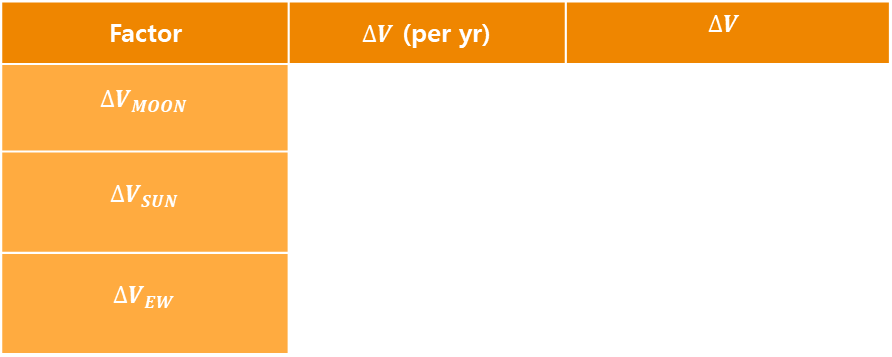 Factor
ΔV (per yr)
ΔV
ΔV_MOON
ΔV_SUN
ΔV_EW